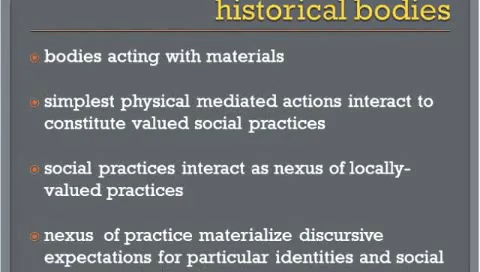 historical bodies
bodies acting with materials
simplest physical mediated actions interact to
constitute valued social practices
social practices interact as nexus of locally-
valued practices
nexus of practice materialize discursive
expectations for particular identities and social